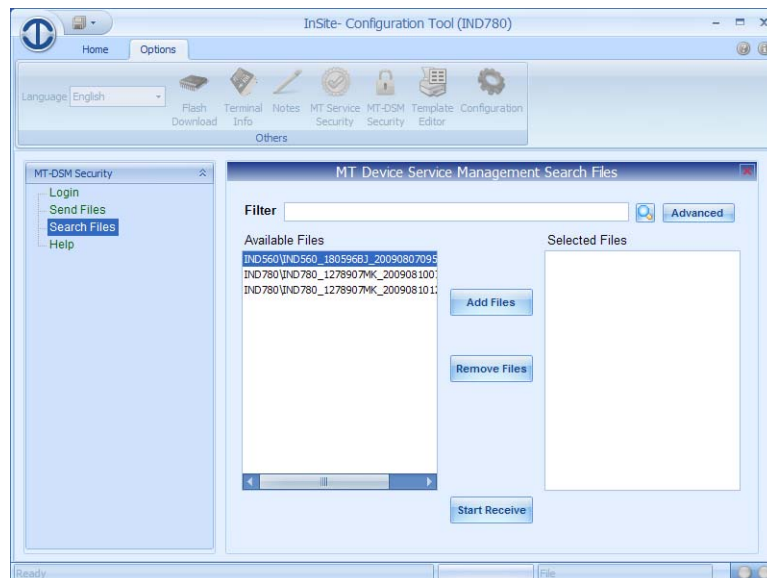 InSite- Configuration Tool (IND780)
Home Options
Language English
Flash Download
Terminal Info
Notes
MT Service Security
MT-DSM Security
Template Editor
Configuration
Others
MT-DSM Security
Login
Send Files
Search Files
Help
MT Device Service Management Search Files
Filter
Advanced
Available Files
Selected Files
IND560\IND560_180596BJ_20090807095
IND780\IND780_1278907MK_200908100
IND780\IND780_1278907MK_2009081012
Add Files
Remove Files
Start Receive
Ready
File